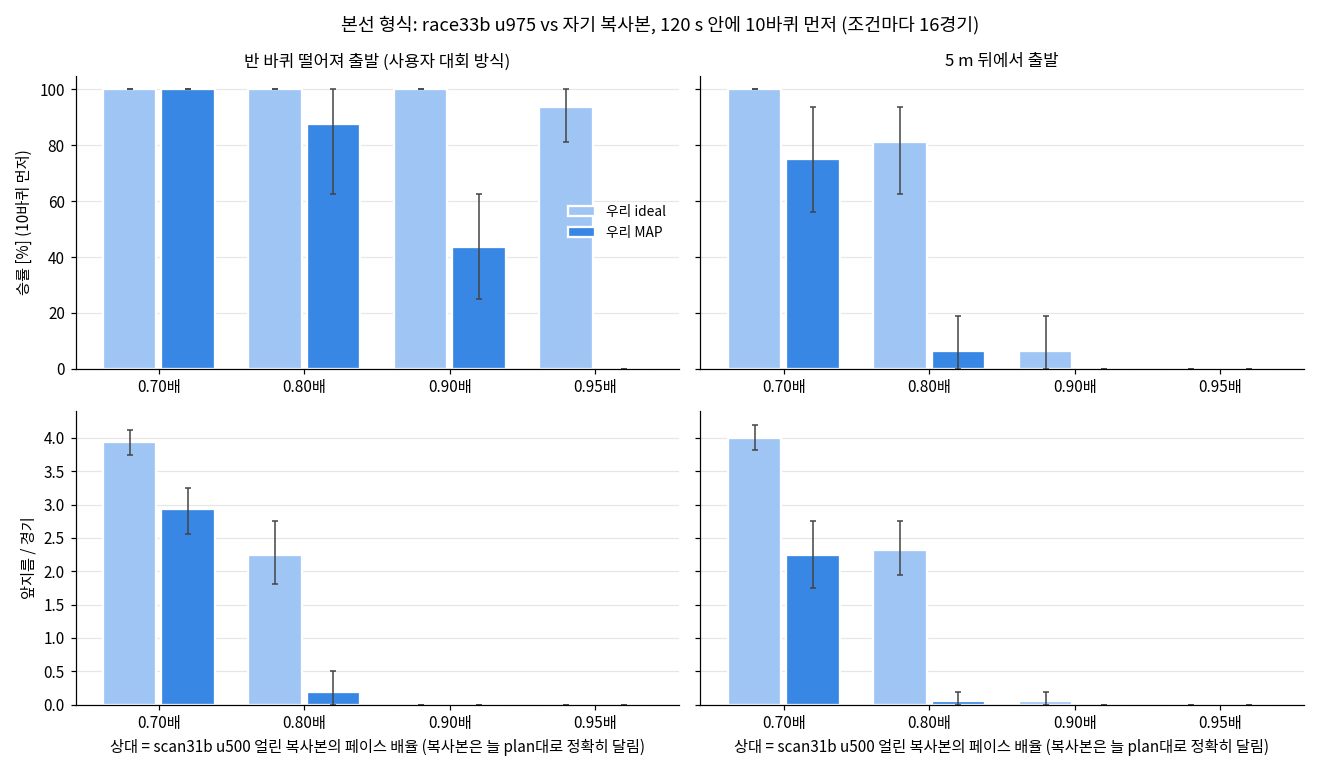 본선 형식: race33b u975 vs 자기 복사본, 120 s 안에 10바퀴 먼저 (조건마다 16경기)
반 바퀴 떨어져 출발 (사용자 대회 방식)
5 m 뒤에서 출발
승률 [%] (10바퀴 먼저)
100
80
60
40
20
0
우리 ideal
우리 MAP
0.70배 0.80배 0.90배 0.95배
0.70배 0.80배 0.90배 0.95배
앞지름 / 경기
4.0
3.5
3.0
2.5
2.0
1.5
1.0
0.5
0.0
0.70배 0.80배 0.90배 0.95배
0.70배 0.80배 0.90배 0.95배
상대 = scan31b u500 얼린 복사본의 페이스 배율 (복사본은 늘 plan대로 정확히 달림)
상대 = scan31b u500 얼린 복사본의 페이스 배율 (복사본은 늘 plan대로 정확히 달림)